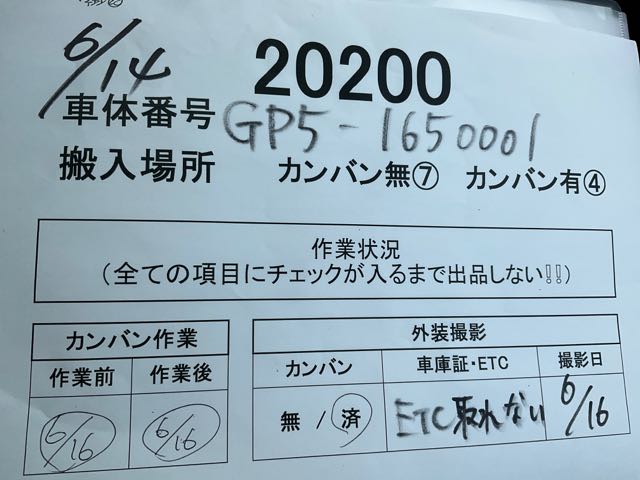 6/14
20200
車体番号 GP5-1650001
搬入場所 カンバン無⑦ カンバン有④
作業状況
(全ての項目にチェックが入るまで出品しない!!)
カンバン作業
作業前 作業後
6/16 6/16
外装撮影
カンバン 車庫証・ETC 撮影日
無 / 済 ETC取れない 6/16